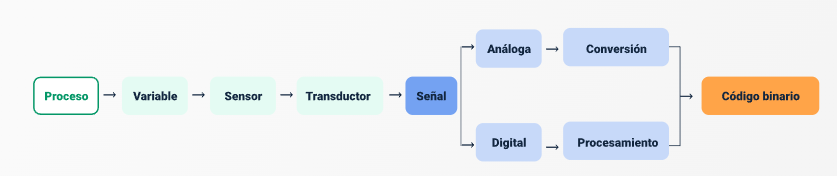 Proceso
Variable
Sensor
Transductor
Señal
Análoga
Conversión
Digital
Procesamiento
Código binario